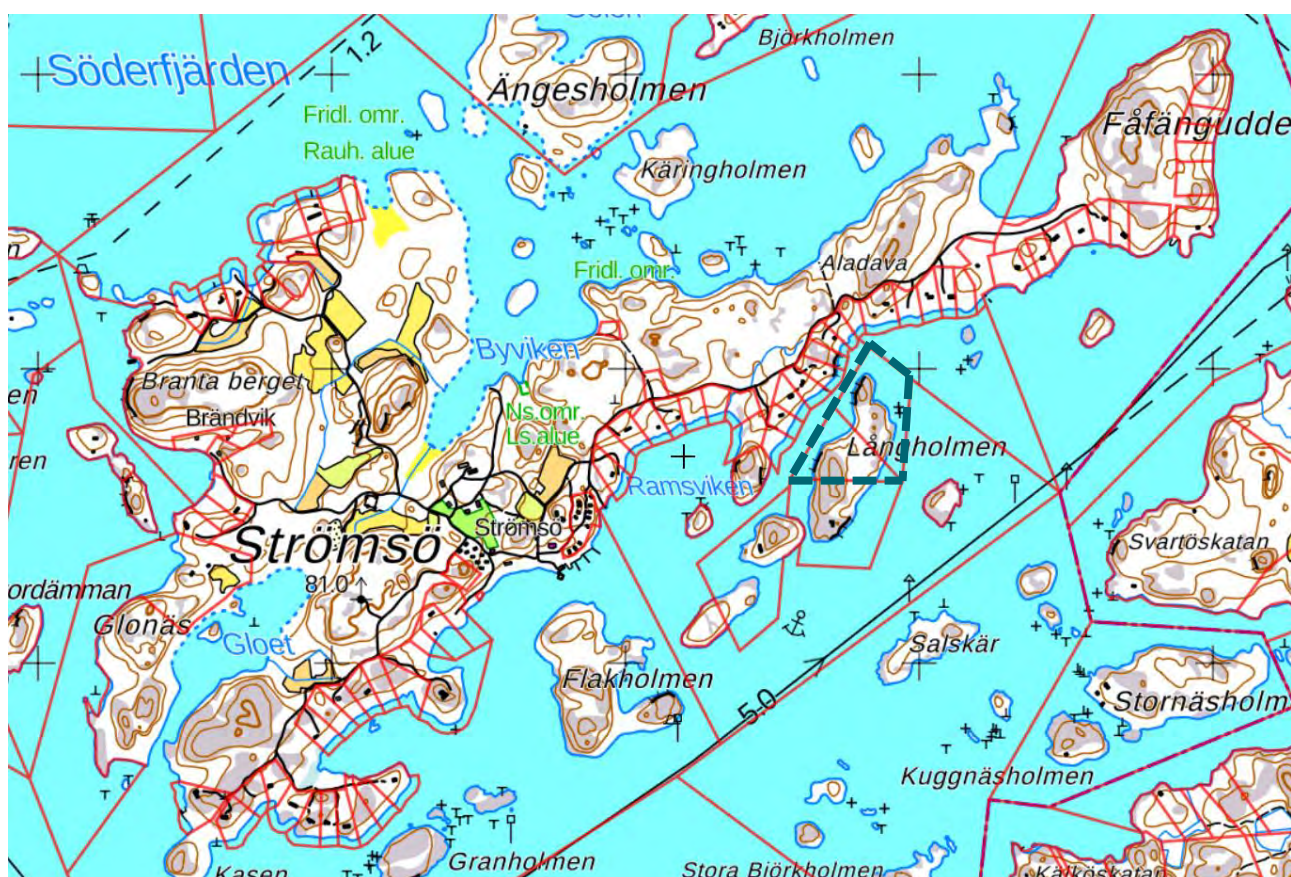 Björkholmen
1.2
Söderfjärden
Ängesholmen
Fridl. omr.
Rauh. alue
Fåfängudde
Käringholmen
Aladava
Fridl. omr.
Byviken
Branta berget
Brändvik
Ns.omr
Ls.alue
Långholmen
Ramsviken
Strömsö
Strömsö
Svartöskatan
81.0
Glonäs
Gloet
Salskär
Flakholmen
5.0
Stornäsholm
Kuggnäsholmen
Granholmen
Stora Björkholmen
Kasen
Kälköskatan